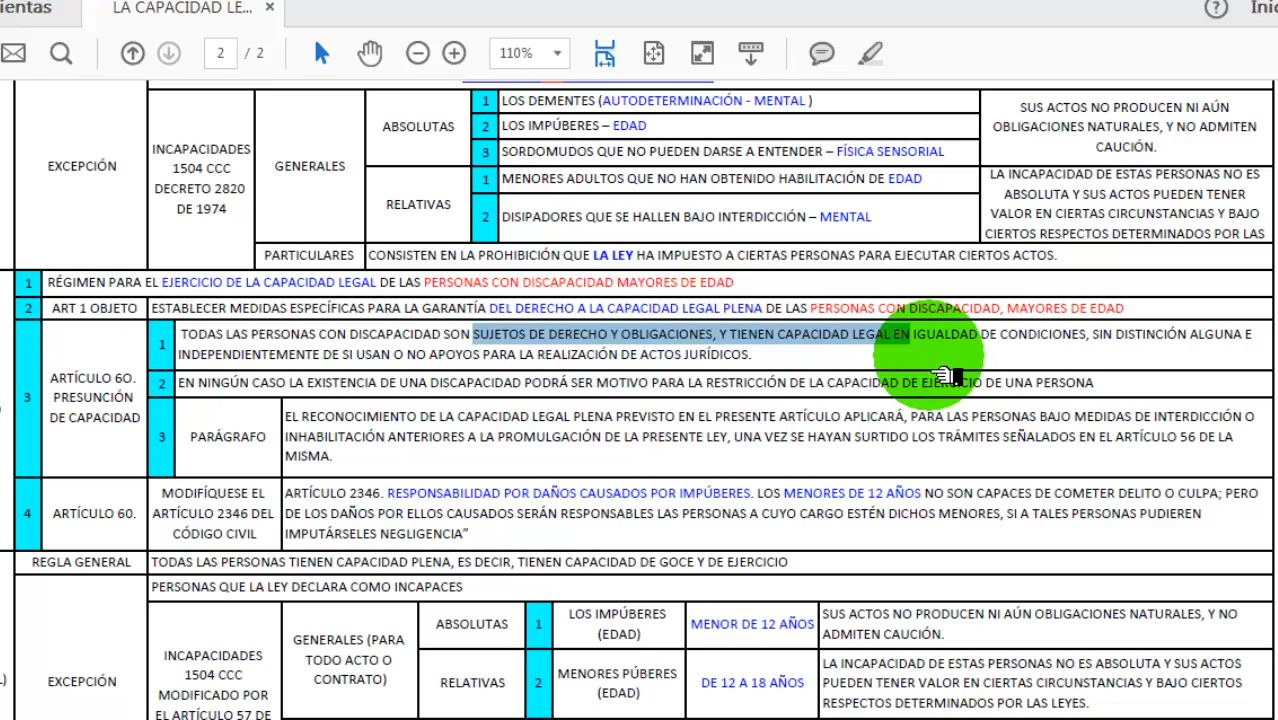 ientas
LA CAPACIDAD LE... ×
?
Inic
2 / 2
110%
EXCEPCIÓN
INCAPACIDADES
1504 CCC
DECRETO 2820
DE 1974
GENERALES
ABSOLUTAS
1 LOS DEMENTES (AUTODETERMINACIÓN - MENTAL )
2 LOS IMPÚBERES – EDAD
3 SORDOMUDOS QUE NO PUEDEN DARSE A ENTENDER – FÍSICA SENSORIAL
SUS ACTOS NO PRODUCEN NI AÚN
OBLIGACIONES NATURALES, Y NO ADMITEN
CAUCIÓN.
RELATIVAS
1 MENORES ADULTOS QUE NO HAN OBTENIDO HABILITACIÓN DE EDAD
2 DISIPADORES QUE SE HALLEN BAJO INTERDICCIÓN – MENTAL
LA INCAPACIDAD DE ESTAS PERSONAS NO ES
ABSOLUTA Y SUS ACTOS PUEDEN TENER
VALOR EN CIERTAS CIRCUNSTANCIAS Y BAJO
CIERTOS RESPECTOS DETERMINADOS POR LAS
PARTICULARES
CONSISTEN EN LA PROHIBICIÓN QUE LA LEY HA IMPUESTO A CIERTAS PERSONAS PARA EJECUTAR CIERTOS ACTOS.
1 RÉGIMEN PARA EL EJERCICIO DE LA CAPACIDAD LEGAL DE LAS PERSONAS CON DISCAPACIDAD MAYORES DE EDAD
2 ART 1 OBJETO ESTABLECER MEDIDAS ESPECÍFICAS PARA LA GARANTÍA DEL DERECHO A LA CAPACIDAD LEGAL PLENA DE LAS PERSONAS CON DISCAPACIDAD, MAYORES DE EDAD
3
ARTÍCULO 6O.
PRESUNCIÓN
DE CAPACIDAD
1
TODAS LAS PERSONAS CON DISCAPACIDAD SON SUJETOS DE DERECHO Y OBLIGACIONES, Y TIENEN CAPACIDAD LEGAL EN IGUALDAD DE CONDICIONES, SIN DISTINCIÓN ALGUNA E
INDEPENDIENTEMENTE DE SI USAN O NO APOYOS PARA LA REALIZACIÓN DE ACTOS JURÍDICOS.
2 EN NINGÚN CASO LA EXISTENCIA DE UNA DISCAPACIDAD PODRÁ SER MOTIVO PARA LA RESTRICCIÓN DE LA CAPACIDAD DE EJERCICIO DE UNA PERSONA
3 PARÁGRAFO
EL RECONOCIMIENTO DE LA CAPACIDAD LEGAL PLENA PREVISTO EN EL PRESENTE ARTÍCULO APLICARÁ, PARA LAS PERSONAS BAJO MEDIDAS DE INTERDICCIÓN O
INHABILITACIÓN ANTERIORES A LA PROMULGACIÓN DE LA PRESENTE LEY, UNA VEZ SE HAYAN SURTIDO LOS TRÁMITES SEÑALADOS EN EL ARTÍCULO 56 DE LA
MISMA.
4 ARTÍCULO 60.
MODIFÍQUESE EL
ARTÍCULO 2346 DEL
CÓDIGO CIVIL
ARTÍCULO 2346. RESPONSABILIDAD POR DAÑOS CAUSADOS POR IMPÚBERES. LOS MENORES DE 12 AÑOS NO SON CAPACES DE COMETER DELITO O CULPA; PERO
DE LOS DAÑOS POR ELLOS CAUSADOS SERÁN RESPONSABLES LAS PERSONAS A CUYO CARGO ESTÉN DICHOS MENORES, SI A TALES PERSONAS PUDIEREN
IMPUTÁRSELES NEGLIGENCIA”
REGLA GENERAL TODAS LAS PERSONAS TIENEN CAPACIDAD PLENA, ES DECIR, TIENEN CAPACIDAD DE GOCE Y DE EJERCICIO
EXCEPCIÓN
PERSONAS QUE LA LEY DECLARA COMO INCAPACES
INCAPACIDADES
1504 CCC
MODIFICADO POR
EL ARTÍCULO 57 DE
GENERALES (PARA
TODO ACTO O
CONTRATO)
ABSOLUTAS 1
LOS IMPÚBERES
(EDAD)
MENOR DE 12 AÑOS
SUS ACTOS NO PRODUCEN NI AÚN OBLIGACIONES NATURALES, Y NO
ADMITEN CAUCIÓN.
RELATIVAS 2
MENORES PÚBERES
(EDAD)
DE 12 A 18 AÑOS
LA INCAPACIDAD DE ESTAS PERSONAS NO ES ABSOLUTA Y SUS ACTOS
PUEDEN TENER VALOR EN CIERTAS CIRCUNSTANCIAS Y BAJO CIERTOS
RESPECTOS DETERMINADOS POR LAS LEYES.